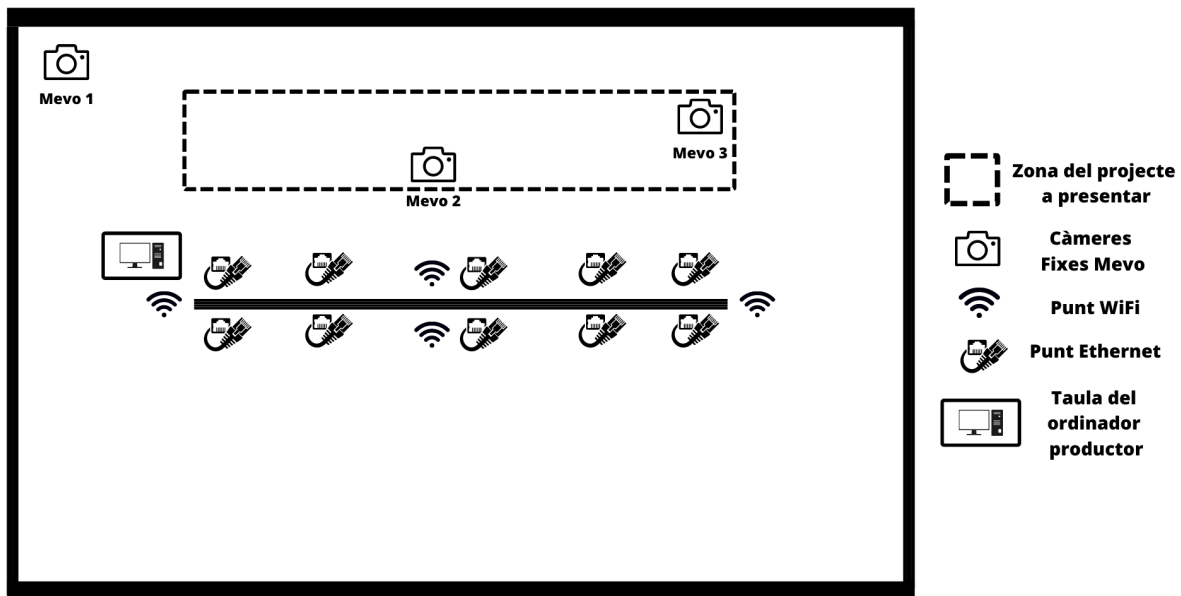 Mevo 1
Mevo 3
Mevo 2
Zona del projecte
a presentar
Càmeres
Fixes Mevo
Punt WiFi
Punt Ethernet
Taula del
ordinador
productor